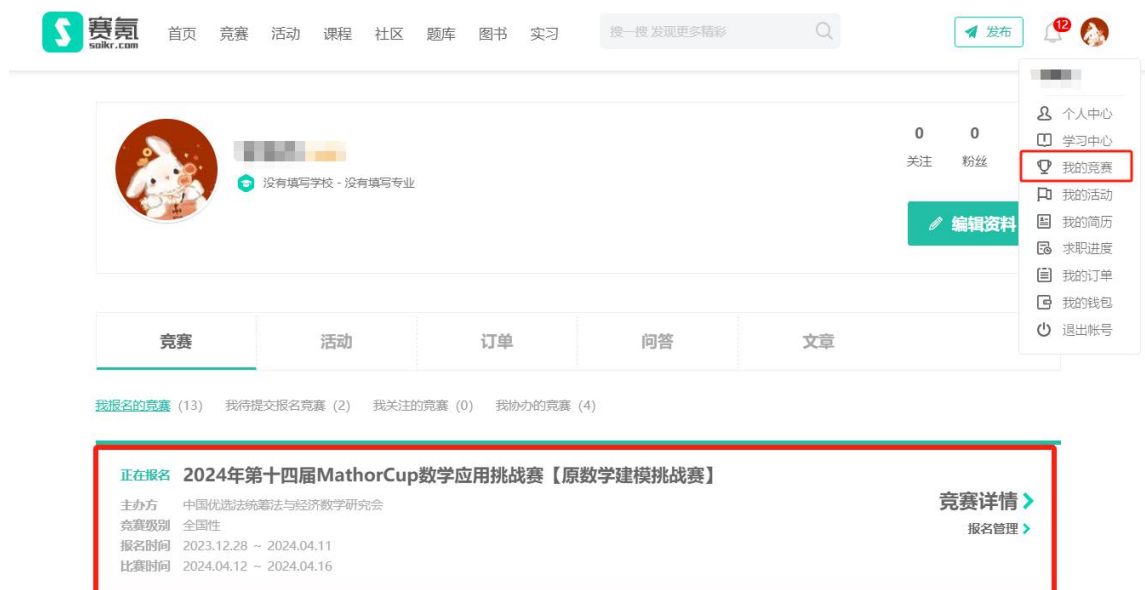 赛氪
saikr.com
首页 竞赛 活动 课程 社区 题库 图书 实习
搜一搜 发现更多精彩
发布
12
个人中心
学习中心
我的竞赛
我的活动
我的简历
求职进度
我的订单
我的钱包
退出帐号
0 0
关注 粉丝
没有填写学校 - 没有填写专业
编辑资料
竞赛 活动 订单 问答 文章
我报名的竞赛 (13) 我待提交报名竞赛 (2) 我关注的竞赛 (0) 我协办的竞赛 (4)
正在报名 2024年第十四届MathorCup数学应用挑战赛【原数学建模挑战赛】
主办方 中国优选法统筹法与经济数学研究会
竞赛级别 全国性
报名时间 2023.12.28 ~ 2024.04.11
比赛时间 2024.04.12 ~ 2024.04.16
竞赛详情
报名管理